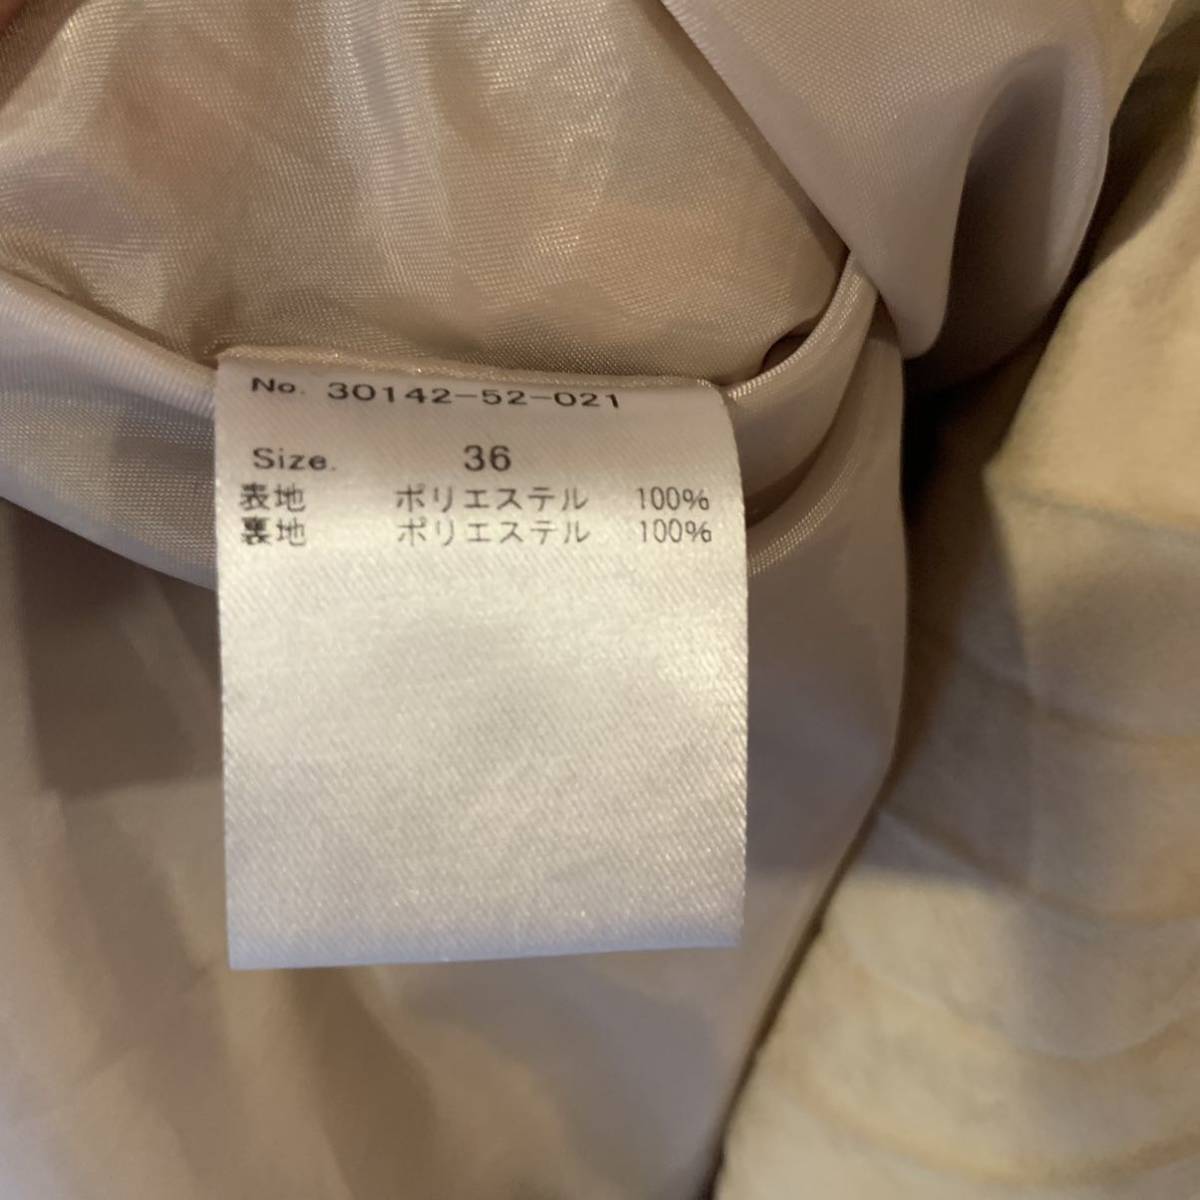 No. 30142-52-021
Size. 36
表地 ポリエステル 100%
裏地 ポリエステル 100%